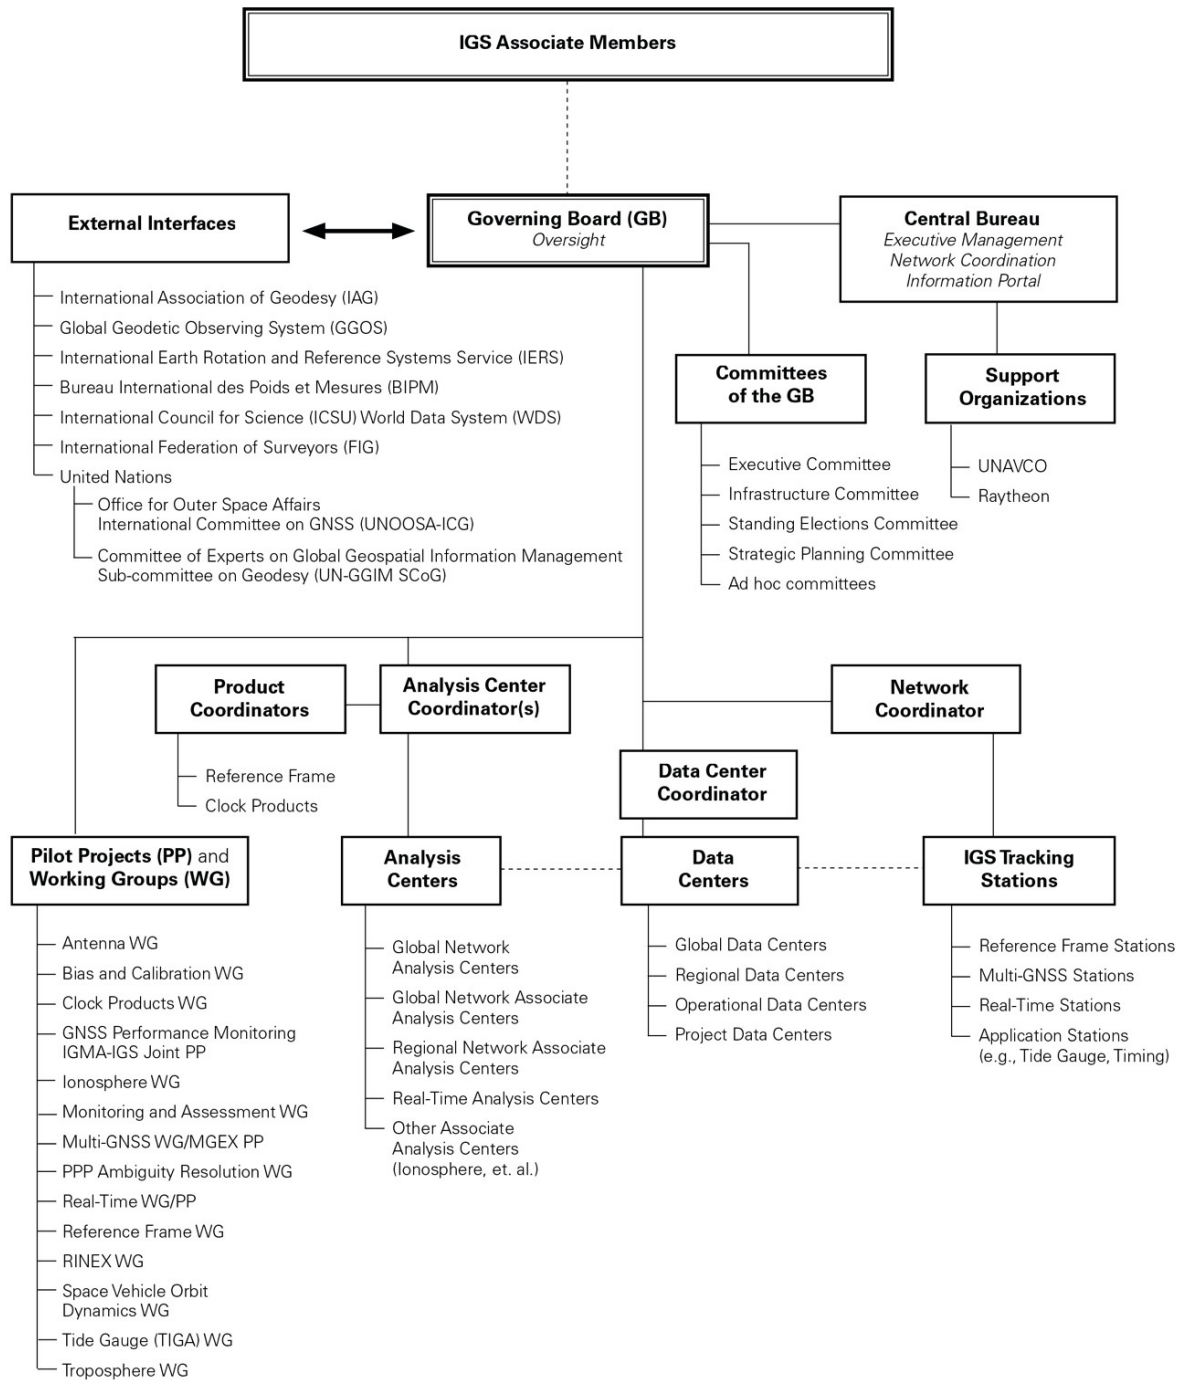 IGS Associate Members
External Interfaces
Governing Board (GB)
Oversight
Central Bureau
Executive Management
Network Coordination
Information Portal
International Association of Geodesy (IAG)
Global Geodetic Observing System (GGOS)
International Earth Rotation and Reference Systems Service (IERS)
Bureau International des Poids et Mesures (BIPM)
International Council for Science (ICSU) World Data System (WDS)
International Federation of Surveyors (FIG)
United Nations
Office for Outer Space Affairs
International Committee on GNSS (UNOOSA-ICG)
Committee of Experts on Global Geospatial Information Management
Sub-committee on Geodesy (UN-GGIM SCoG)
Committees
of the GB
Executive Committee
Infrastructure Committee
Standing Elections Committee
Strategic Planning Committee
Ad hoc committees
Support
Organizations
UNAVCO
Raytheon
Product
Coordinators
Reference Frame
Clock Products
Analysis Center
Coordinator(s)
Network
Coordinator
Data Center
Coordinator
Pilot Projects (PP) and
Working Groups (WG)
Antenna WG
Bias and Calibration WG
Clock Products WG
GNSS Performance Monitoring
IGMA-IGS Joint PP
Ionosphere WG
Monitoring and Assessment WG
Multi-GNSS WG/MGEX PP
PPP Ambiguity Resolution WG
Real-Time WG/PP
Reference Frame WG
RINEX WG
Space Vehicle Orbit
Dynamics WG
Tide Gauge (TIGA) WG
Troposphere WG
Analysis
Centers
Global Network
Analysis Centers
Global Network Associate
Analysis Centers
Regional Network Associate
Analysis Centers
Real-Time Analysis Centers
Other Associate
Analysis Centers
(Ionosphere, et. al.)
Data
Centers
Global Data Centers
Regional Data Centers
Operational Data Centers
Project Data Centers
IGS Tracking
Stations
Reference Frame Stations
Multi-GNSS Stations
Real-Time Stations
Application Stations
(e.g., Tide Gauge, Timing)